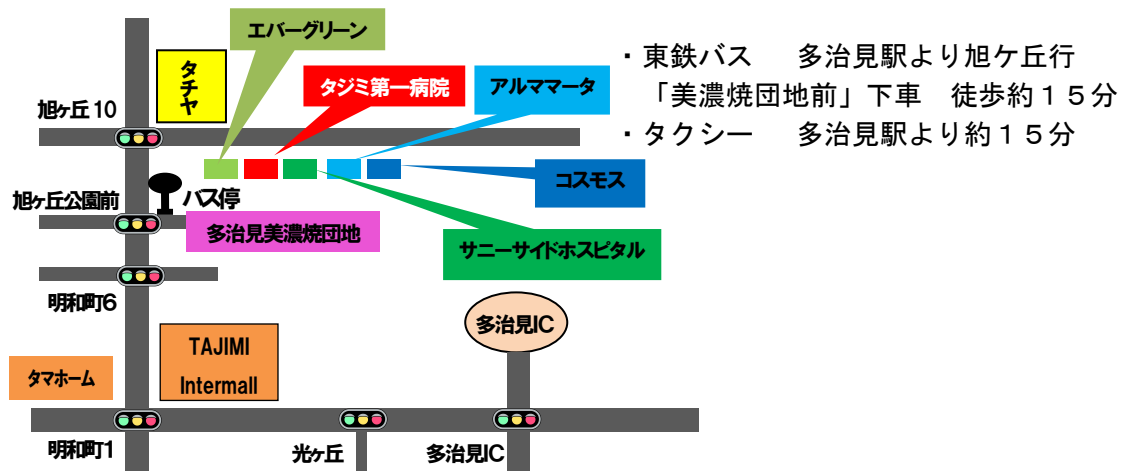 エバーグリーン
タチヤ
タジミ第一病院
アルママータ
・東鉄バス　多治見駅より旭ケ丘行
「美濃焼団地前」下車　徒歩約１５分
・タクシー　多治見駅より約１５分
旭ヶ丘10
コスモス
旭ヶ丘公園前
バス停
多治見美濃焼団地
サニーサイドホスピタル
明和町6
多治見IC
TAJIMI
Intermall
タマホーム
明和町1
光ヶ丘
多治見IC